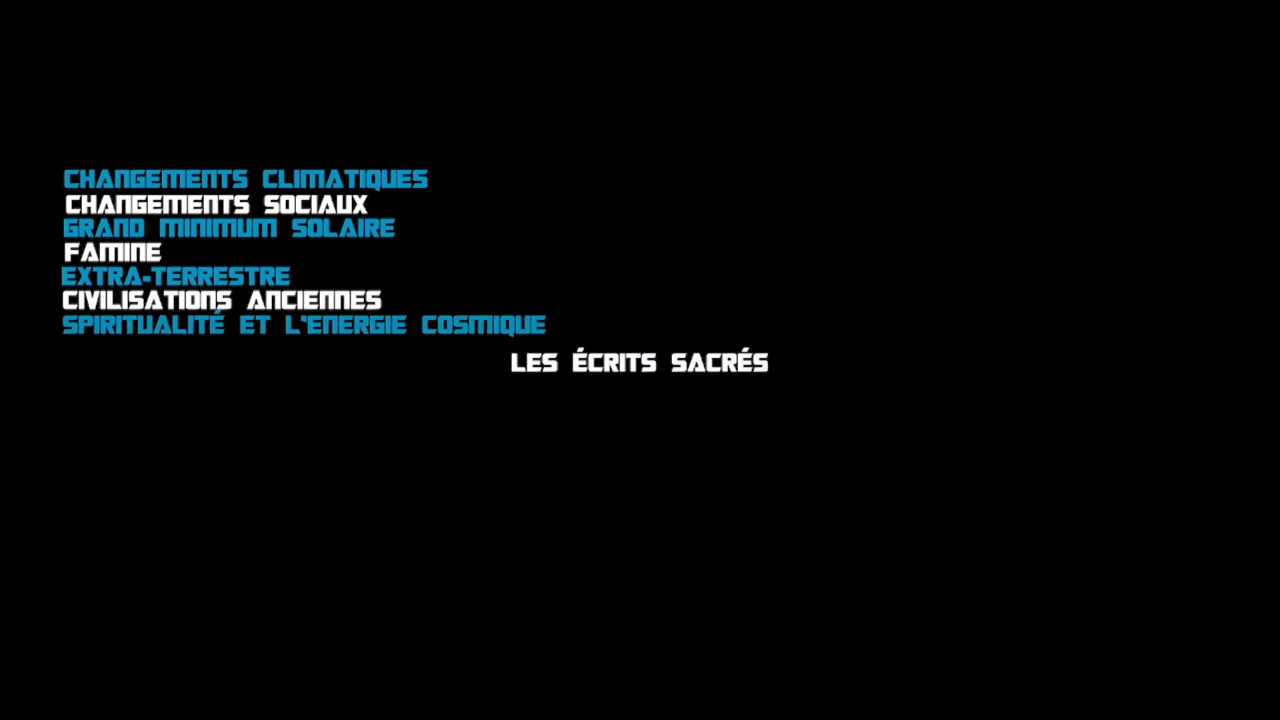 CHANGEMENTS CLIMATIQUES
CHANGEMENTS SOCIAUX
GRAND MINIMUM SOLAIRE
FAMINE
EXTRA-TERRESTRE
CIVILISATIONS ANCIENNES
SPIRITUALITÉ ET L'ENERGIE COSMIQUE
LES ÉCRITS SACRÉS